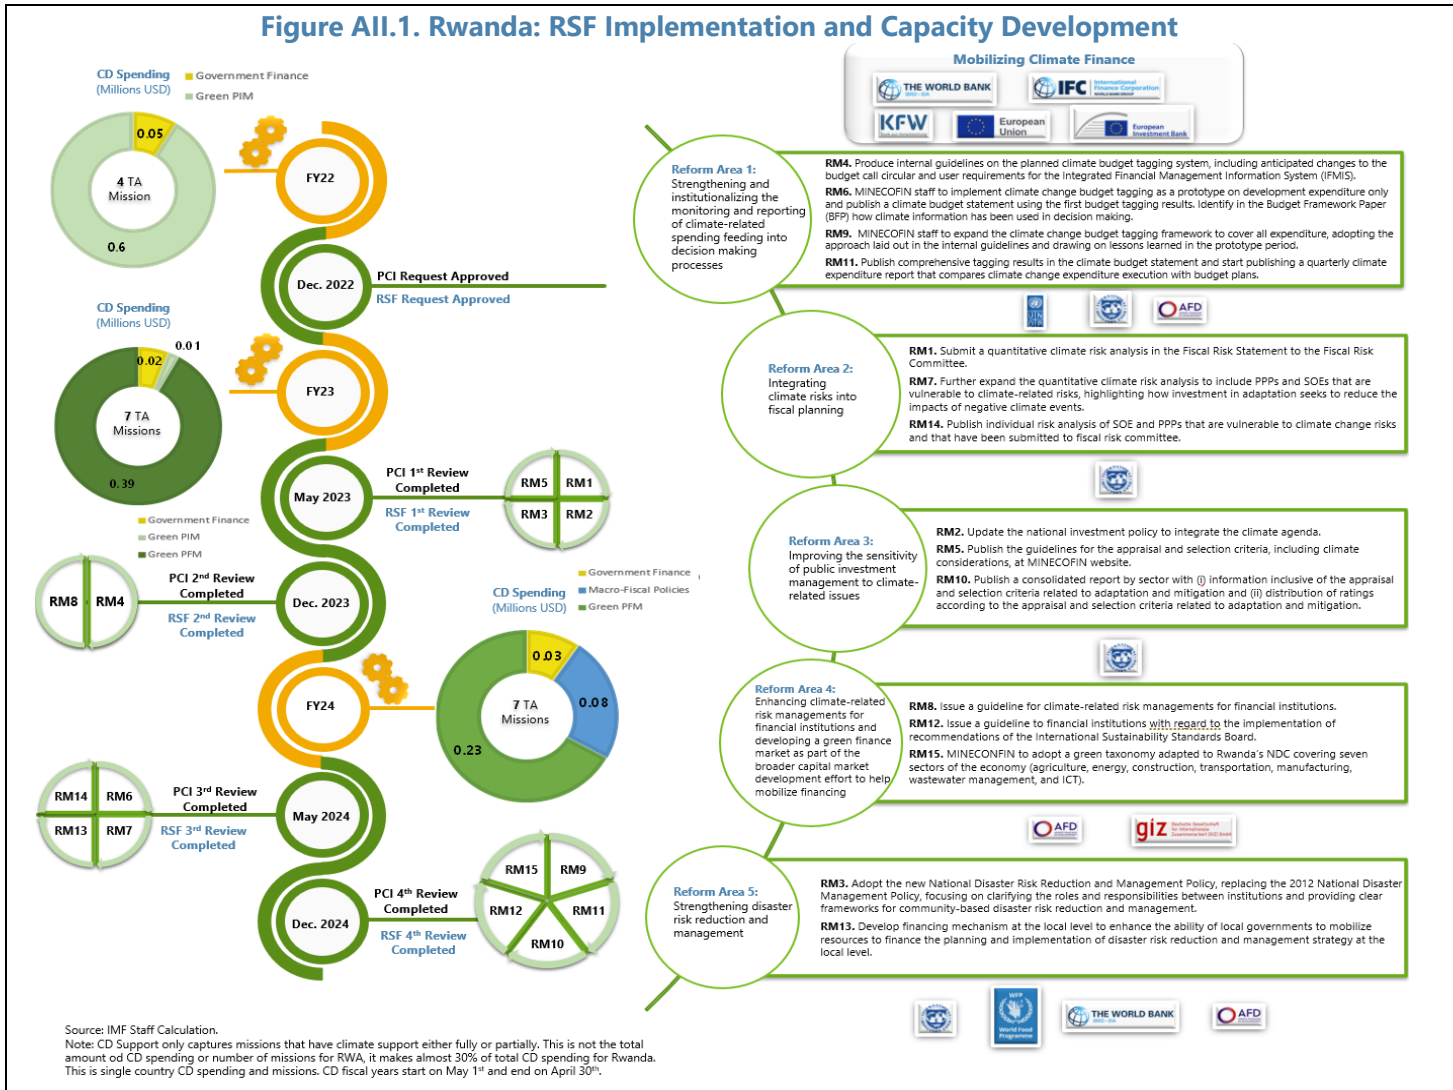 Figure AII.1. Rwanda: RSF Implementation and Capacity Development
CD Spending
(Millions USD)
Government Finance
Green PIM
0.05
4 TA
Mission
0.6
FY22
Dec. 2022
PCI Request Approved
RSF Request Approved
CD Spending
(Millions USD)
0.01
0.02
7 TA
Missions
0.39
Government Finance
Green PIM
Green PFM
FY23
May 2023
PCI 1st Review
Completed
RSF 1st Review
Completed
RM5
RM1
RM3
RM2
RM8
RM4
PCI 2nd Review
Completed
RSF 2nd Review
Completed
Dec. 2023
CD Spending
(Millions USD)
Government Finance
Macro-Fiscal Policies
Green PFM
0.03
0.08
7 TA
Missions
0.23
FY24
RM14
RM6
RM13
RM7
PCI 3rd Review
Completed
RSF 3rd Review
Completed
May 2024
Dec. 2024
PCI 4th Review
Completed
RSF 4th Review
Completed
RM15
RM9
RM12
RM11
RM10
Mobilizing Climate Finance
THE WORLD BANK
IBRD • IDA
IFC
International
Finance Corporation
WORLD BANK GROUP
KFW
European
Union
European
Investment Bank
Reform Area 1:
Strengthening and
institutionalizing the
monitoring and reporting
of climate-related
spending feeding into
decision making
processes
RM4. Produce internal guidelines on the planned climate budget tagging system, including anticipated changes to the
budget call circular and user requirements for the Integrated Financial Management Information System (IFMIS).
RM6. MINECOFIN staff to implement climate change budget tagging as a prototype on development expenditure only
and publish a climate budget statement using the first budget tagging results. Identify in the Budget Framework Paper
(BFP) how climate information has been used in decision making.
RM9. MINECOFIN staff to expand the climate change budget tagging framework to cover all expenditure, adopting the
approach laid out in the internal guidelines and drawing on lessons learned in the prototype period.
RM11. Publish comprehensive tagging results in the climate budget statement and start publishing a quarterly climate
expenditure report that compares climate change expenditure execution with budget plans.
AFD
Reform Area 2:
Integrating
climate risks into
fiscal planning
RM1. Submit a quantitative climate risk analysis in the Fiscal Risk Statement to the Fiscal Risk
Committee.
RM7. Further expand the quantitative climate risk analysis to include PPPs and SOEs that are
vulnerable to climate-related risks, highlighting how investment in adaptation seeks to reduce the
impacts of negative climate events.
RM14. Publish individual risk analysis of SOE and PPPs that are vulnerable to climate change risks
and that have been submitted to fiscal risk committee.
Reform Area 3:
Improving the sensitivity
of public investment
management to climate-
related issues
RM2. Update the national investment policy to integrate the climate agenda.
RM5. Publish the guidelines for the appraisal and selection criteria, including climate
considerations, at MINECOFIN website.
RM10. Publish a consolidated report by sector with (i) information inclusive of the appraisal
and selection criteria related to adaptation and mitigation and (ii) distribution of ratings
according to the appraisal and selection criteria related to adaptation and mitigation.
Reform Area 4:
Enhancing climate-related
risk managements for
financial institutions and
developing a green finance
market as part of the
broader capital market
development effort to help
mobilize financing
RM8. Issue a guideline for climate-related risk managements for financial institutions.
RM12. Issue a guideline to financial institutions with regard to the implementation of
recommendations of the International Sustainability Standards Board.
RM15. MINECONFIN to adopt a green taxonomy adapted to Rwanda's NDC covering seven
sectors of the economy (agriculture, energy, construction, transportation, manufacturing,
wastewater management, and ICT).
AFD
giz
Reform Area 5:
Strengthening disaster
risk reduction and
management
RM3. Adopt the new National Disaster Risk Reduction and Management Policy, replacing the 2012 National Disaster
Management Policy, focusing on clarifying the roles and responsibilities between institutions and providing clear
frameworks for community-based disaster risk reduction and management.
RM13. Develop financing mechanism at the local level to enhance the ability of local governments to mobilize
resources to finance the planning and implementation of disaster risk reduction and management strategy at the
local level.
WFP
World Food
Programme
THE WORLD BANK
IBRD • IDA
AFD
Source: IMF Staff Calculation.
Note: CD Support only captures missions that have climate support either fully or partially. This is not the total
amount od CD spending or number of missions for RWA, it makes almost 30% of total CD spending for Rwanda.
This is single country CD spending and missions. CD fiscal years start on May 1st and end on April 30th.